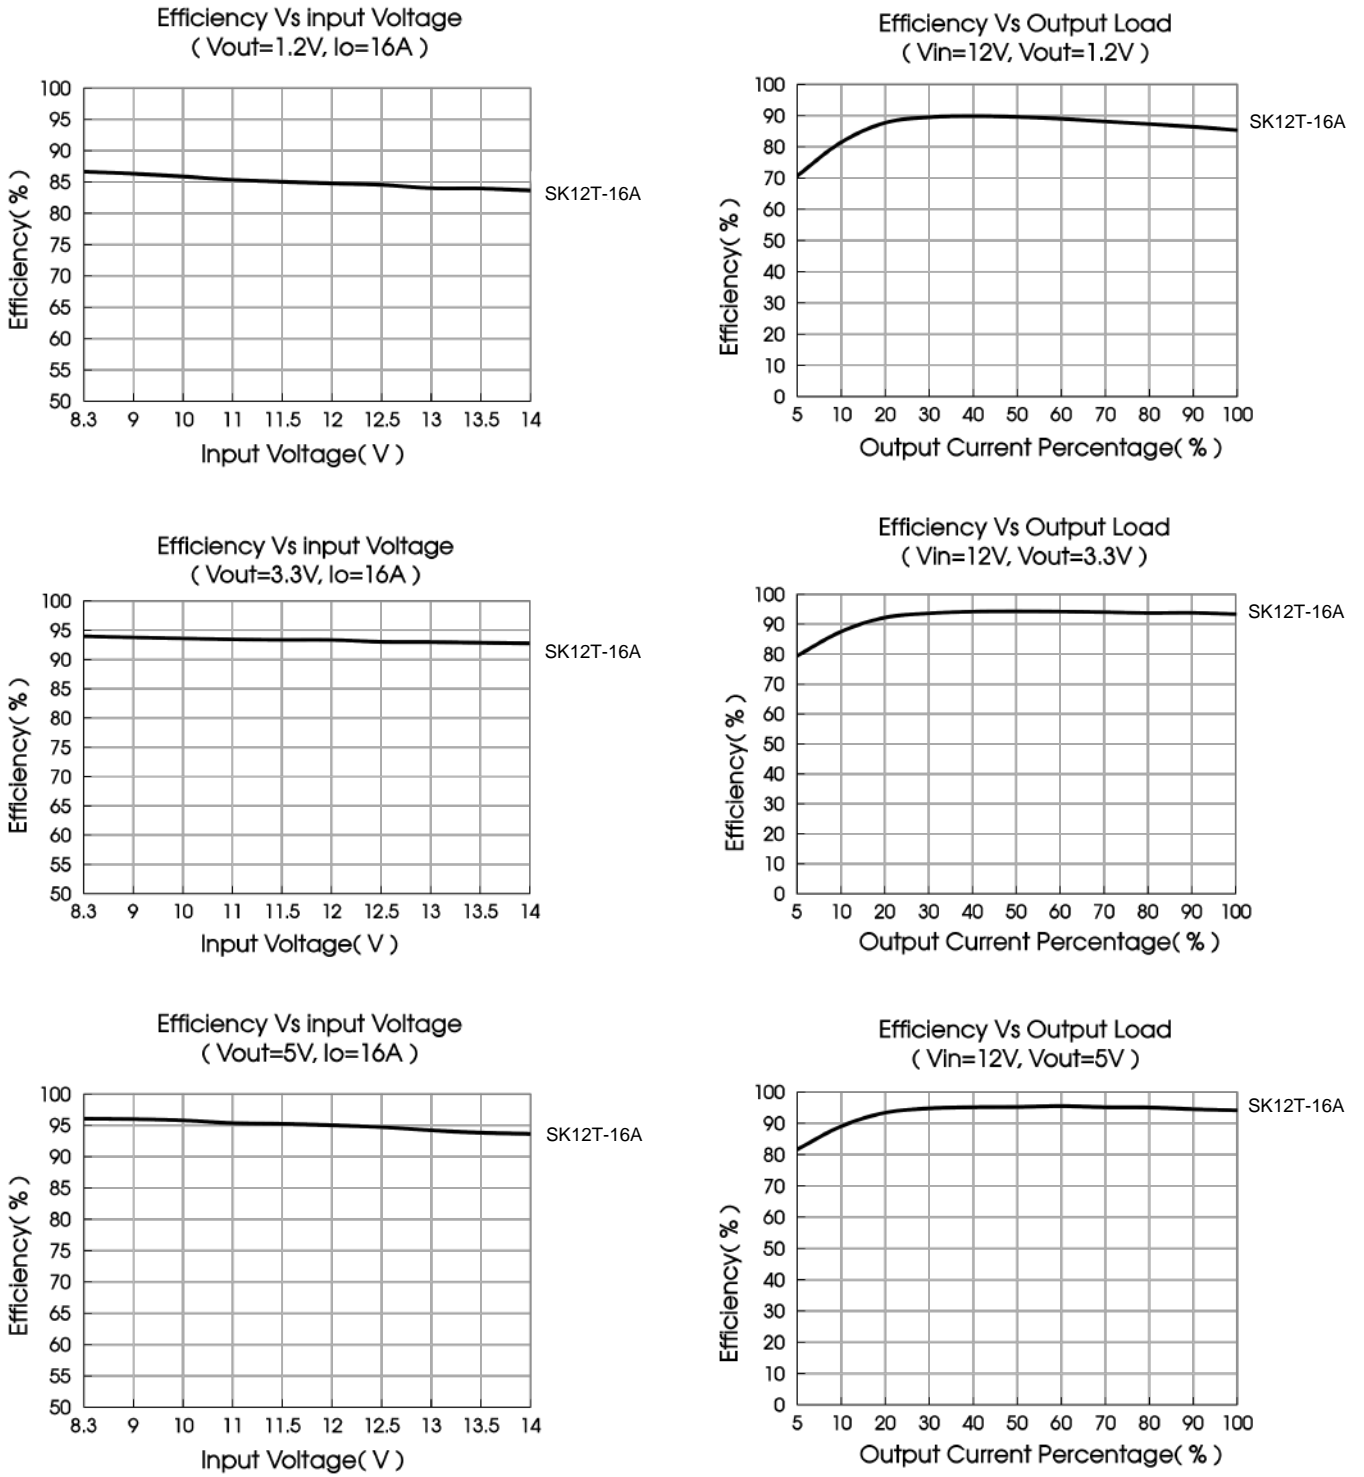 Efficiency Vs input Voltage
( Vout=1.2V, Io=16A )
100
95
90
85
80
75
70
65
60
55
50
Efficiency( % )
8.3 9 10 11 11.5 12 12.5 13 13.5 14
Input Voltage( V )
SK12T-16A
Efficiency Vs Output Load
( Vin=12V, Vout=1.2V )
100
90
80
70
60
50
40
30
20
10
0
Efficiency( % )
5 10 20 30 40 50 60 70 80 90 100
Output Current Percentage( % )
SK12T-16A
Efficiency Vs input Voltage
( Vout=3.3V, Io=16A )
100
95
90
85
80
75
70
65
60
55
50
Efficiency( % )
8.3 9 10 11 11.5 12 12.5 13 13.5 14
Input Voltage( V )
SK12T-16A
Efficiency Vs Output Load
( Vin=12V, Vout=3.3V )
100
90
80
70
60
50
40
30
20
10
0
Efficiency( % )
5 10 20 30 40 50 60 70 80 90 100
Output Current Percentage( % )
SK12T-16A
Efficiency Vs input Voltage
( Vout=5V, Io=16A )
100
95
90
85
80
75
70
65
60
55
50
Efficiency( % )
8.3 9 10 11 11.5 12 12.5 13 13.5 14
Input Voltage( V )
SK12T-16A
Efficiency Vs Output Load
( Vin=12V, Vout=5V )
100
90
80
70
60
50
40
30
20
10
0
Efficiency( % )
5 10 20 30 40 50 60 70 80 90 100
Output Current Percentage( % )
SK12T-16A